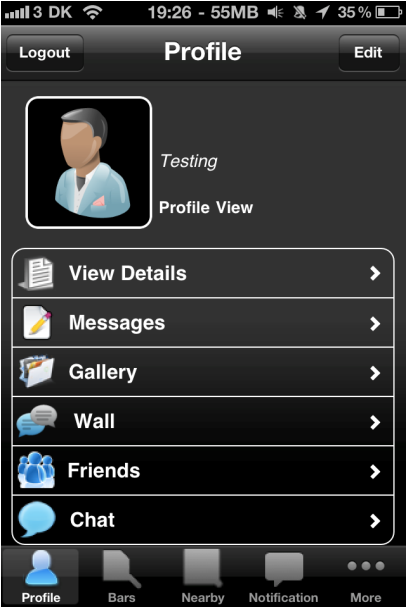 3 DK 19:26 - 55MB 35%
Logout Profile Edit
Testing
Profile View
View Details
Messages
Gallery
Wall
Friends
Chat
Profile Bars Nearby Notification More